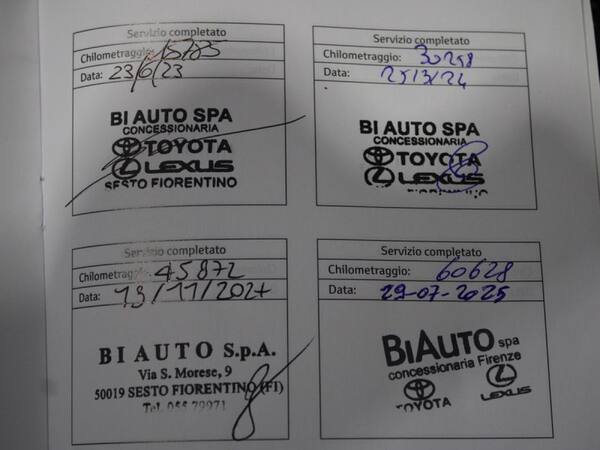 Servizio completato
Chilometraggio: 15785
Data: 23/6/23
BI AUTO SPA
CONCESSIONARIA
TOYOTA
LEXUS
SESTO FIORENTINO
Servizio completato
Chilometraggio: 30258
Data: 25/3/24
BI AUTO SPA
CONCESSIONARIA
TOYOTA
LEXUS
Servizio completato
Chilometraggio: 45872
Data: 13/11/2024
BI AUTO S.p.A.
Via S. Morese, 9
50019 SESTO FIORENTINO (FI)
Tel. 055 79971
Servizio completato
Chilometraggio: 60628
Data: 29-07-2025
BiAUTO spa
concessionaria Firenze
TOYOTA
LEXUS